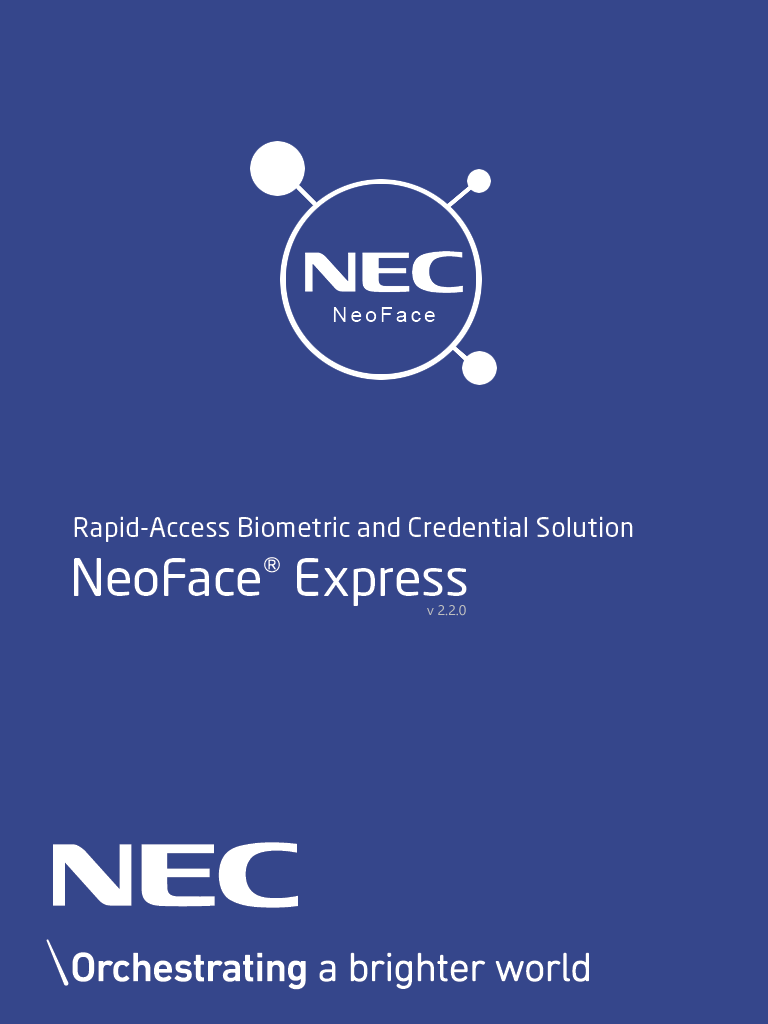 NEC
NeoFace
Rapid-Access Biometric and Credential Solution
NeoFace® Express
v 2.2.0
NEC
\Orchestrating a brighter world